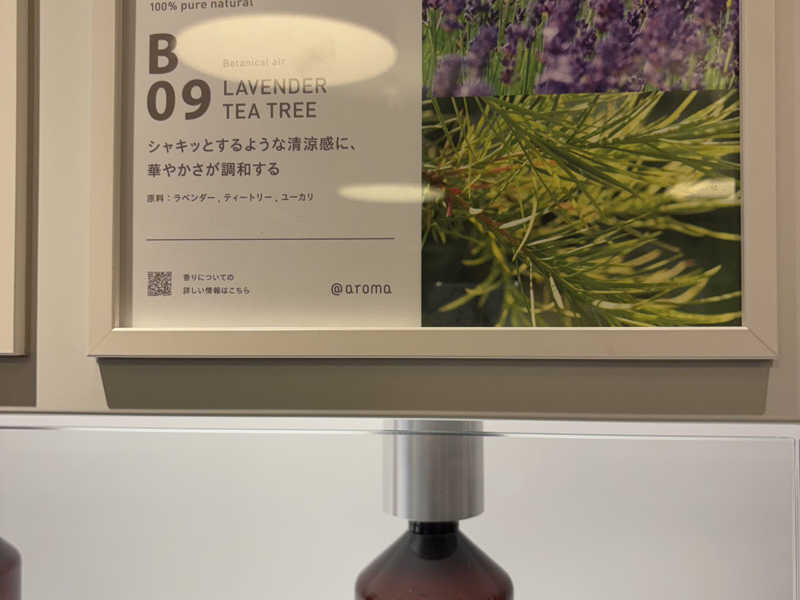 100% pure natural
B
09
Botanical air
LAVENDER
TEA TREE
シャキッとするような清涼感に、
華やかさが調和する
原料：ラベンダー , ティートリー , ユーカリ
香りについての
詳しい情報はこちら
@aroma